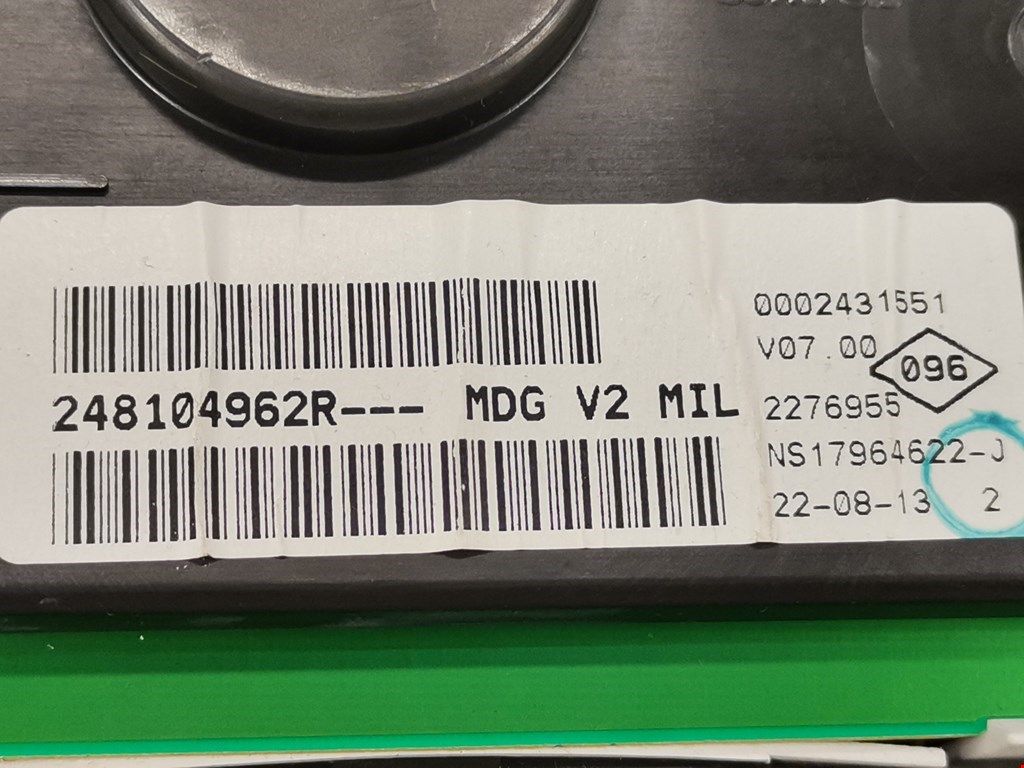 0002431551
V07.00
096
248104962R--- MDG V2 MIL
2276955
NS17964622-J
22-08-13 2